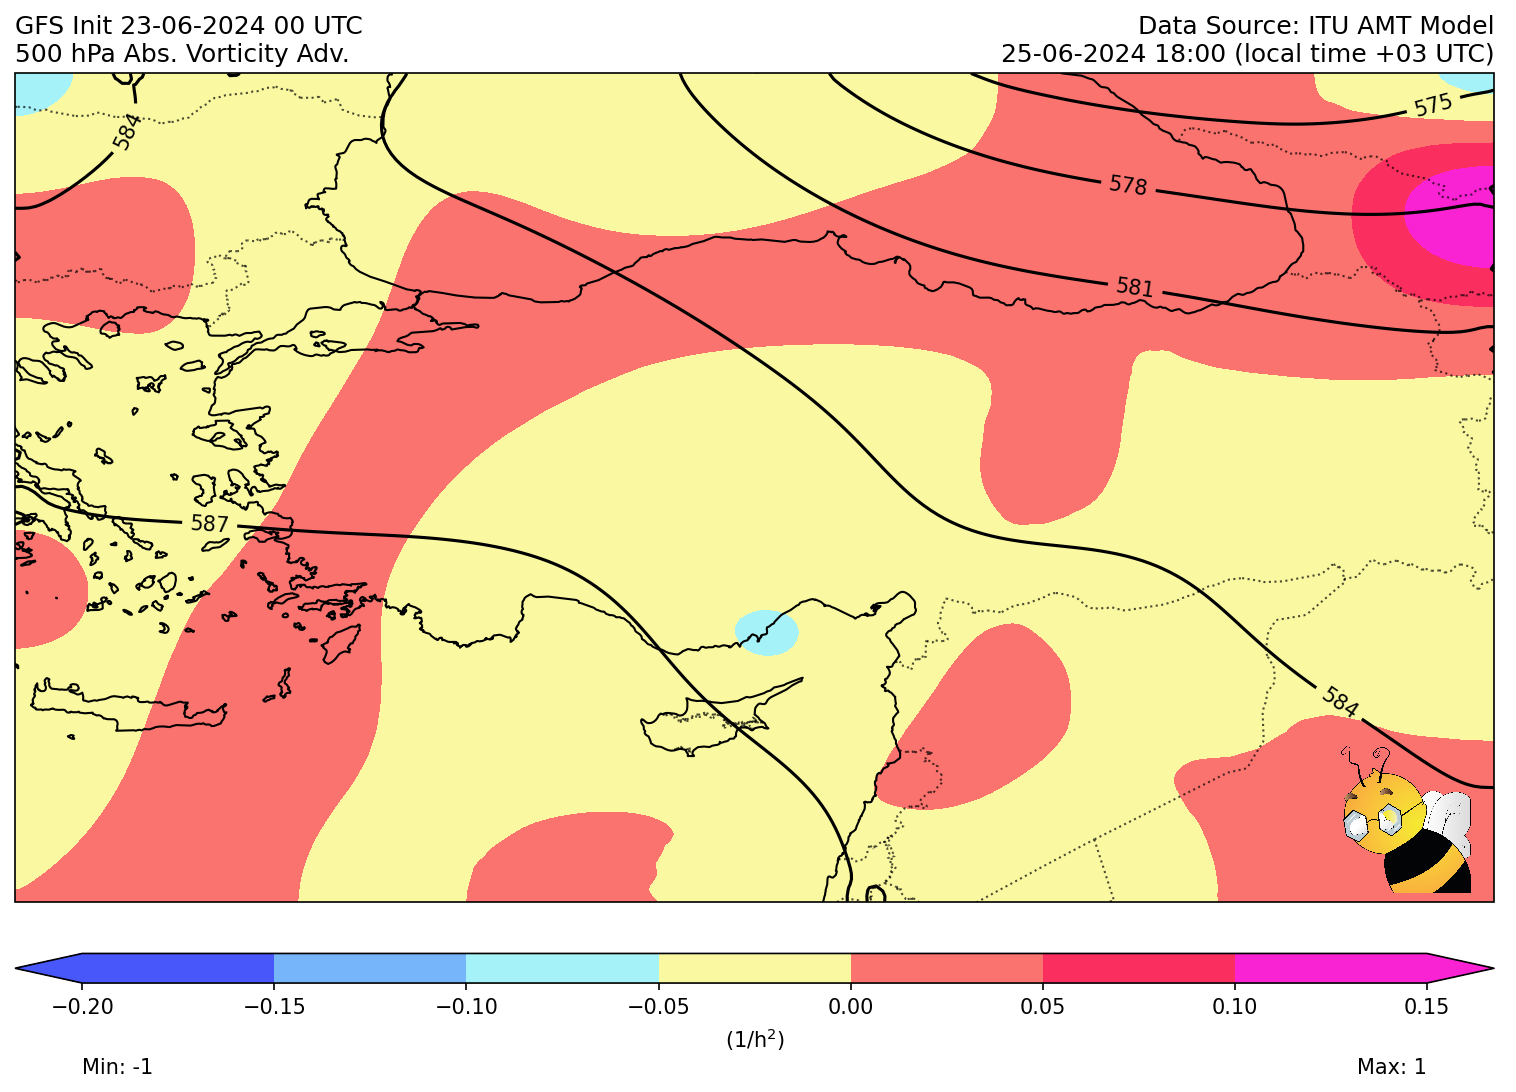 GFS Init 23-06-2024 00 UTC
Data Source: ITU AMT Model
500 hPa Abs. Vorticity Adv.
25-06-2024 18:00 (local time +03 UTC)
575
584
578
581
587
584
−0.20 −0.15 −0.10 −0.05 0.00 0.05 0.10 0.15
(1/h²)
Min: -1
Max: 1